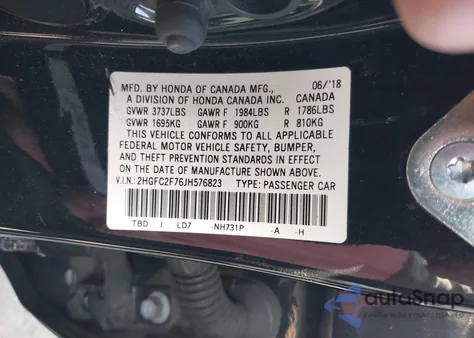 MFD. BY HONDA OF CANADA MFG., 06/'18
A DIVISION OF HONDA CANADA INC. CANADA
GVWR 3737LBS GAWR F 1984LBS R 1786LBS
GVWR 1695KG GAWR F 900KG R 810KG
THIS VEHICLE CONFORMS TO ALL APPLICABLE
FEDERAL MOTOR VEHICLE SAFETY, BUMPER,
AND THEFT PREVENTION STANDARDS IN EFFECT
ON THE DATE OF MANUFACTURE SHOWN ABOVE.
V.I.N.: 2HGFC2F76JH576823 TYPE: PASSENGER CAR
TBD J LD7 -NH731P -A -H
autoSnap